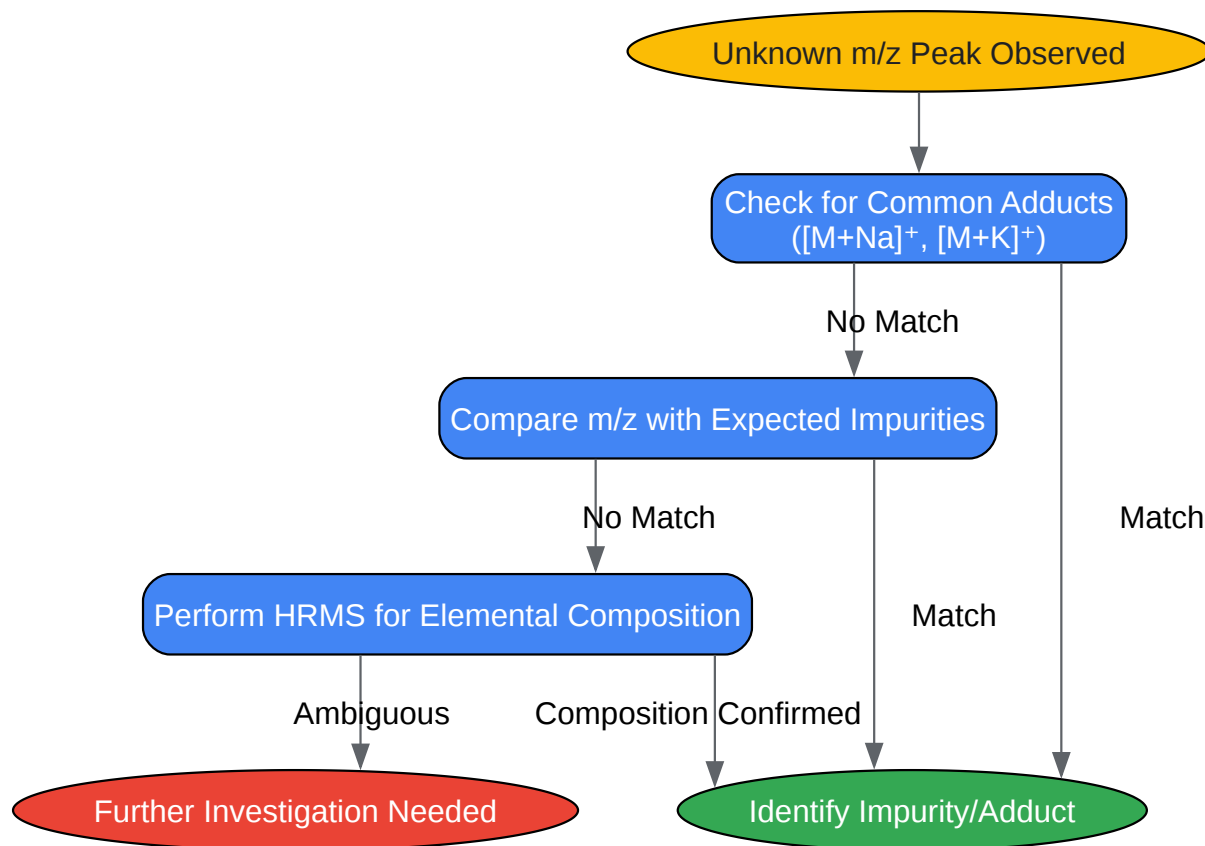 Unknown m/z Peak Observed
Check for Common Adducts
([M+Na]⁺, [M+K]⁺)
No Match
Compare m/z with Expected Impurities
No Match
Match
Perform HRMS for Elemental Composition
Match
Ambiguous
Composition Confirmed
Further Investigation Needed
Identify Impurity/Adduct